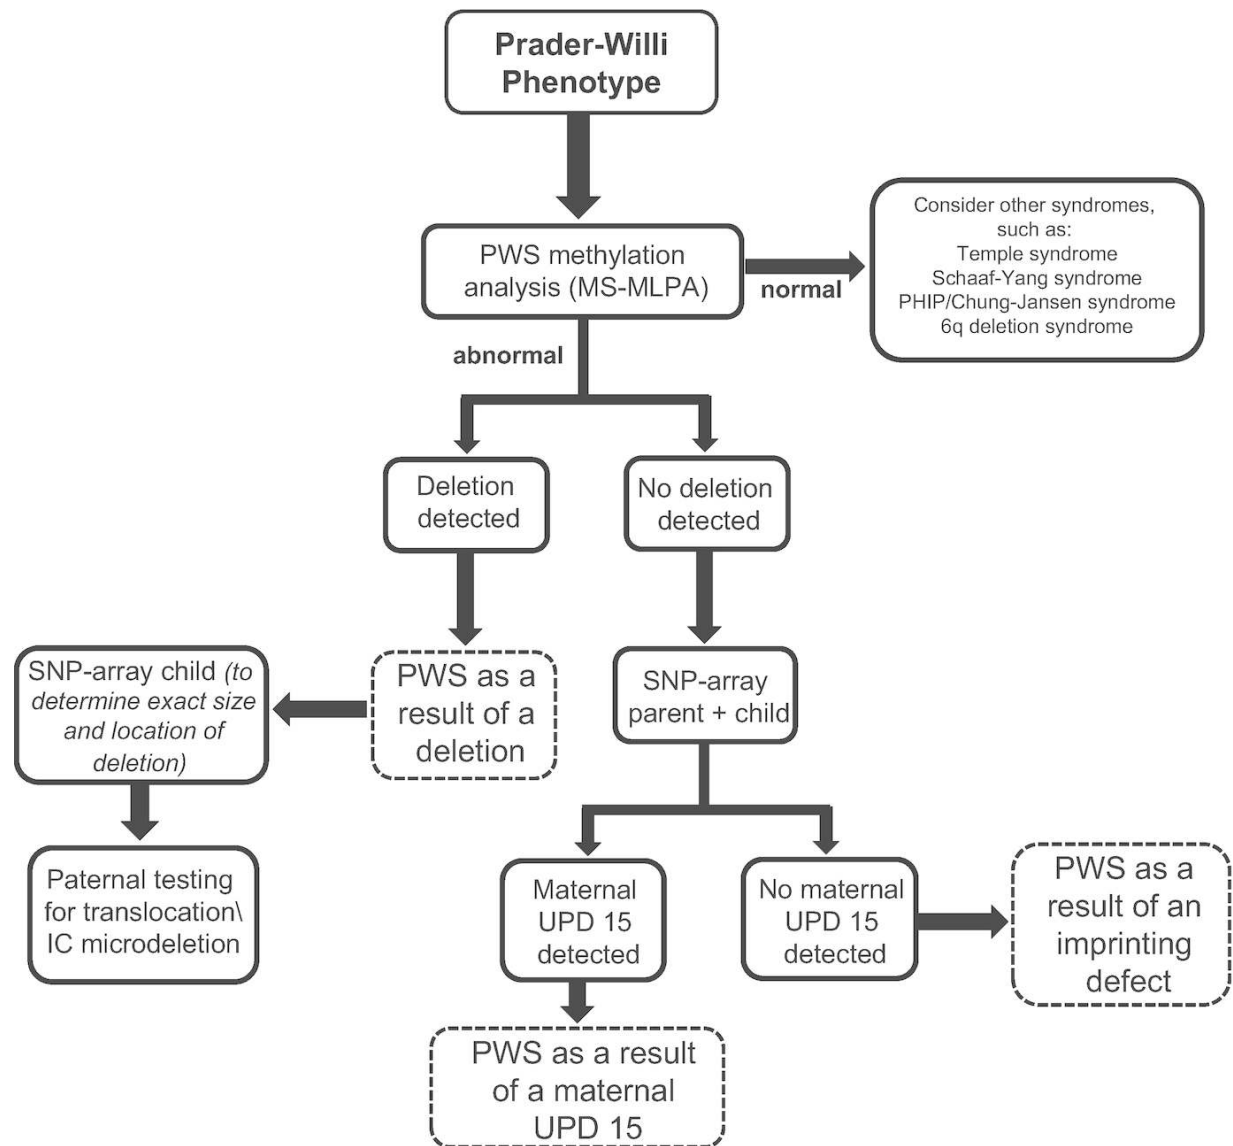 Prader-Willi
Phenotype
PWS methylation
analysis (MS-MLPA)
normal
Consider other syndromes,
such as:
Temple syndrome
Schaaf-Yang syndrome
PHIP/Chung-Jansen syndrome
6q deletion syndrome
abnormal
Deletion
detected
No deletion
detected
SNP-array child (to
determine exact size
and location of
deletion)
PWS as a
result of a
deletion
SNP-array
parent + child
Paternal testing
for translocation\
IC microdeletion
Maternal
UPD 15
detected
No maternal
UPD 15
detected
PWS as a
result of an
imprinting
defect
PWS as a result
of a maternal
UPD 15